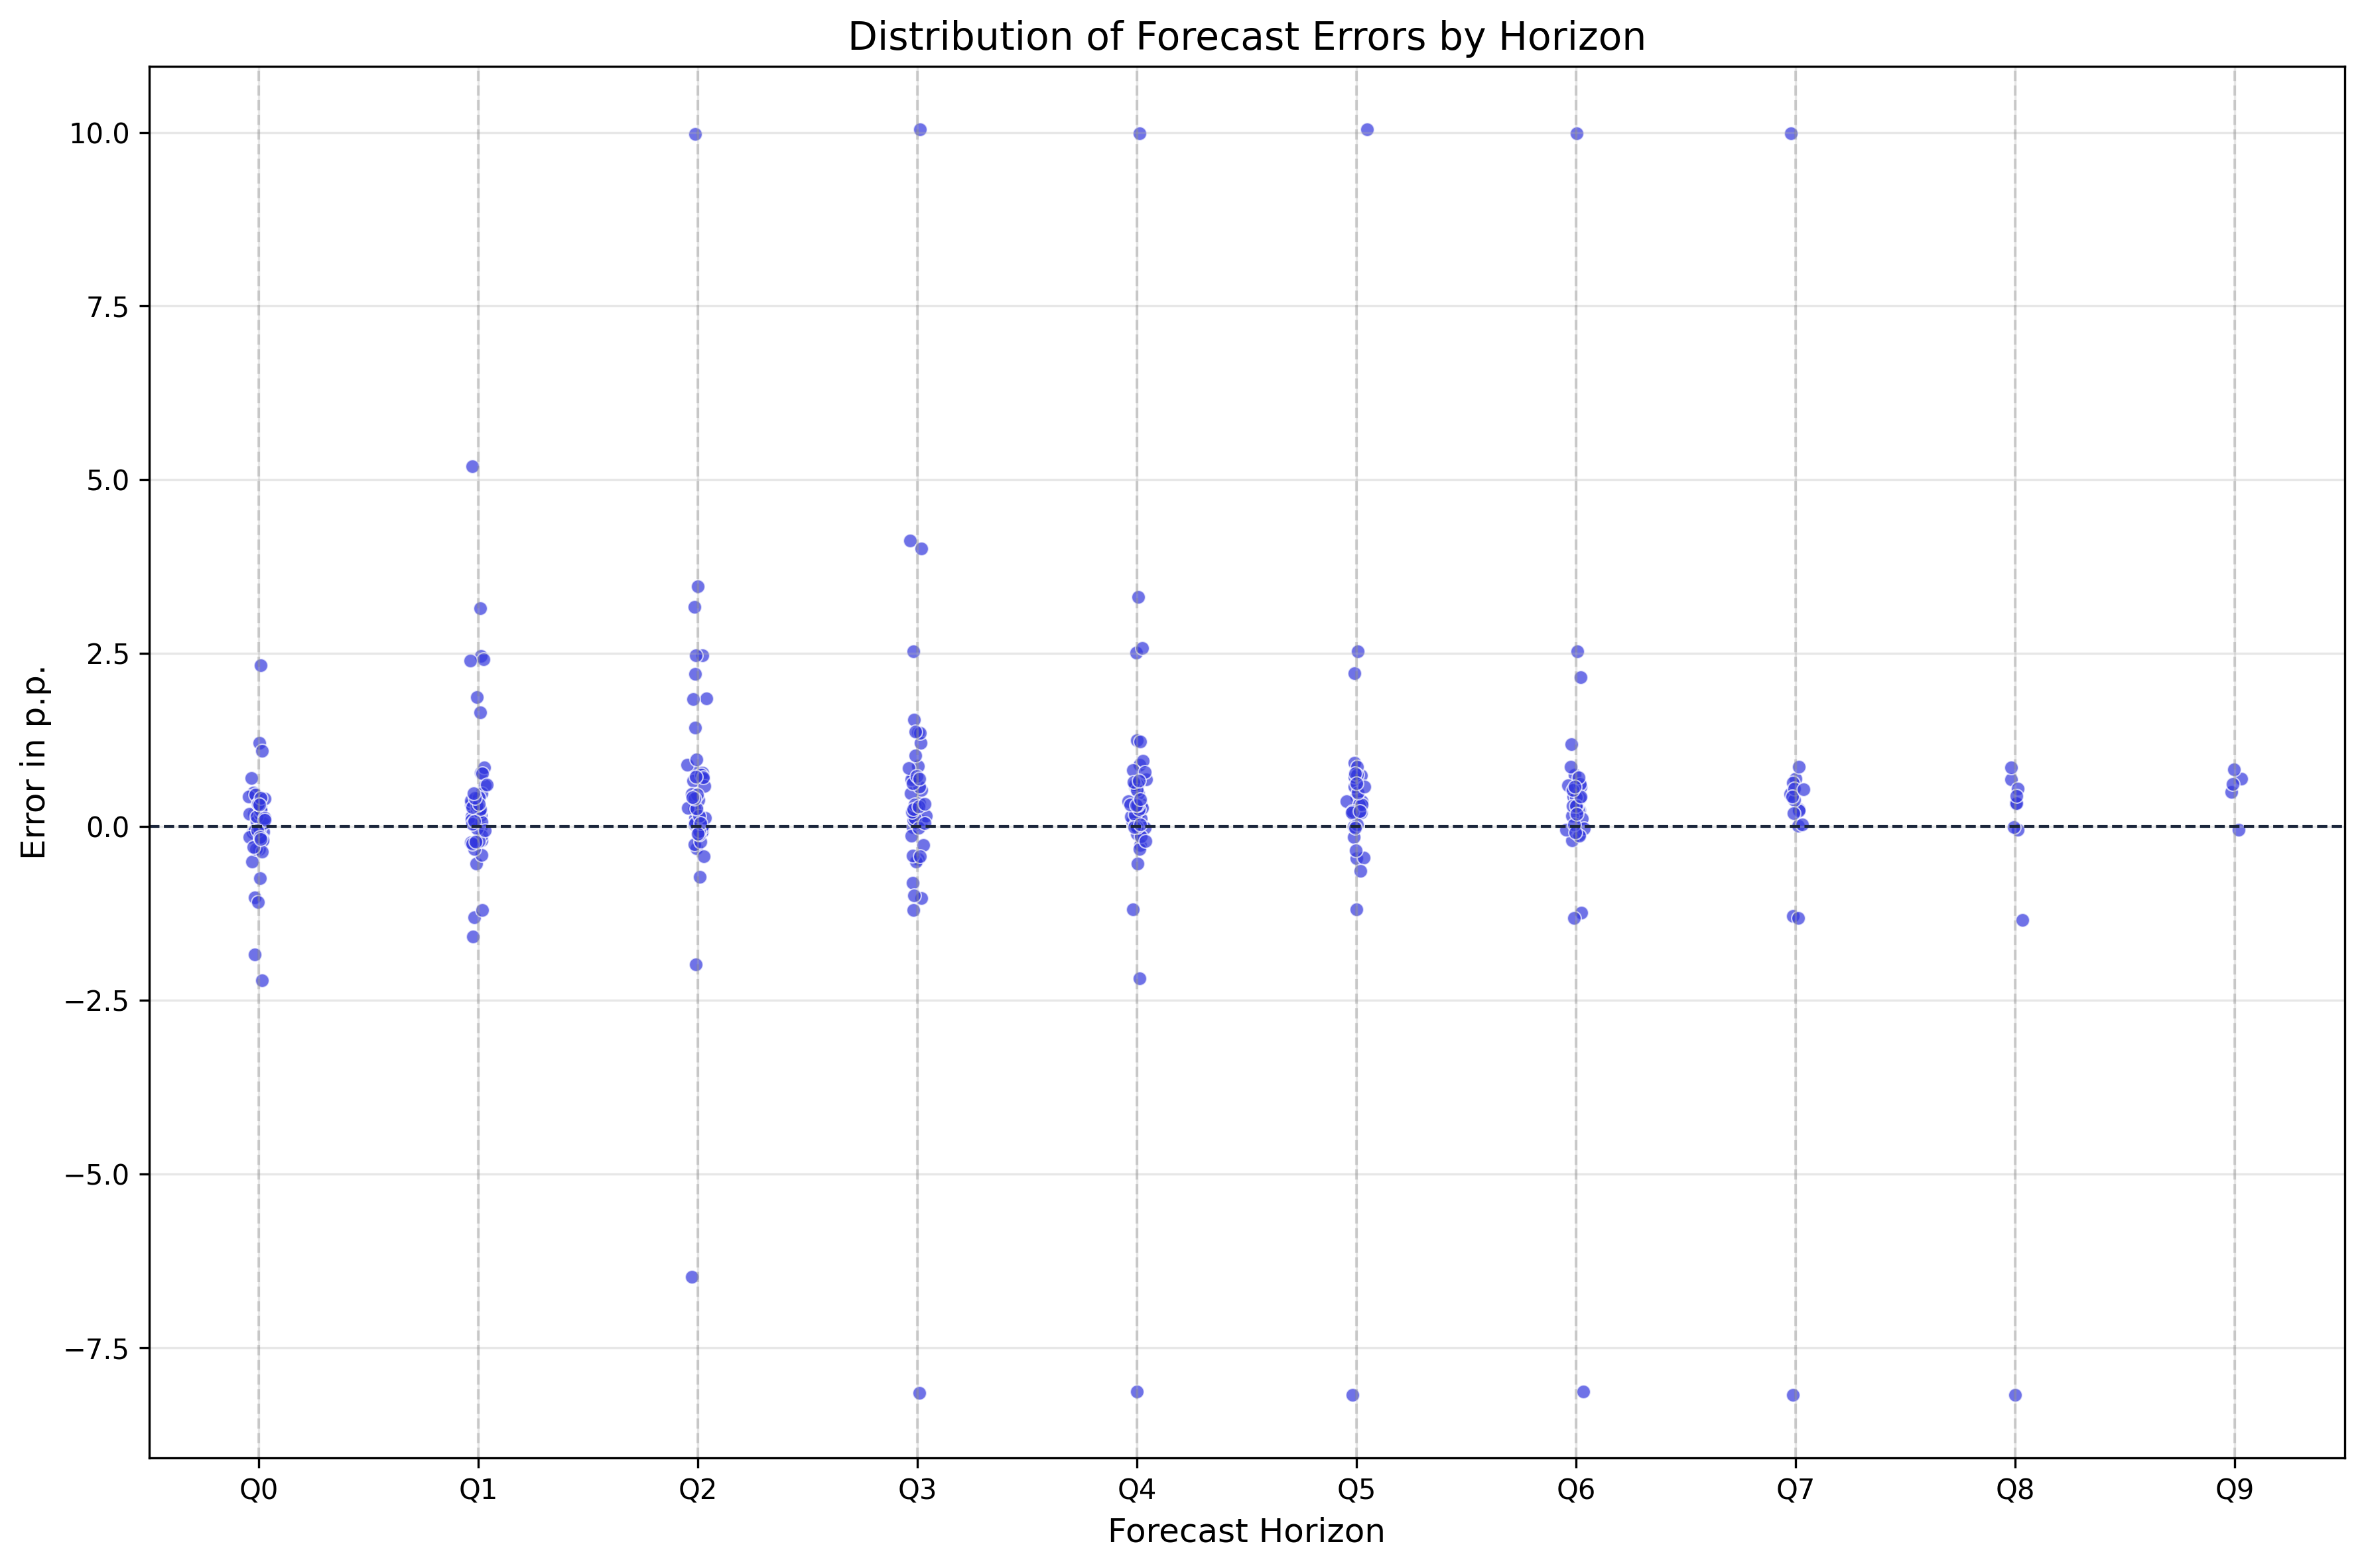 Distribution of Forecast Errors by Horizon
Error in p.p.
10.0
7.5
5.0
2.5
0.0
−2.5
−5.0
−7.5
Q0 Q1 Q2 Q3 Q4 Q5 Q6 Q7 Q8 Q9
Forecast Horizon